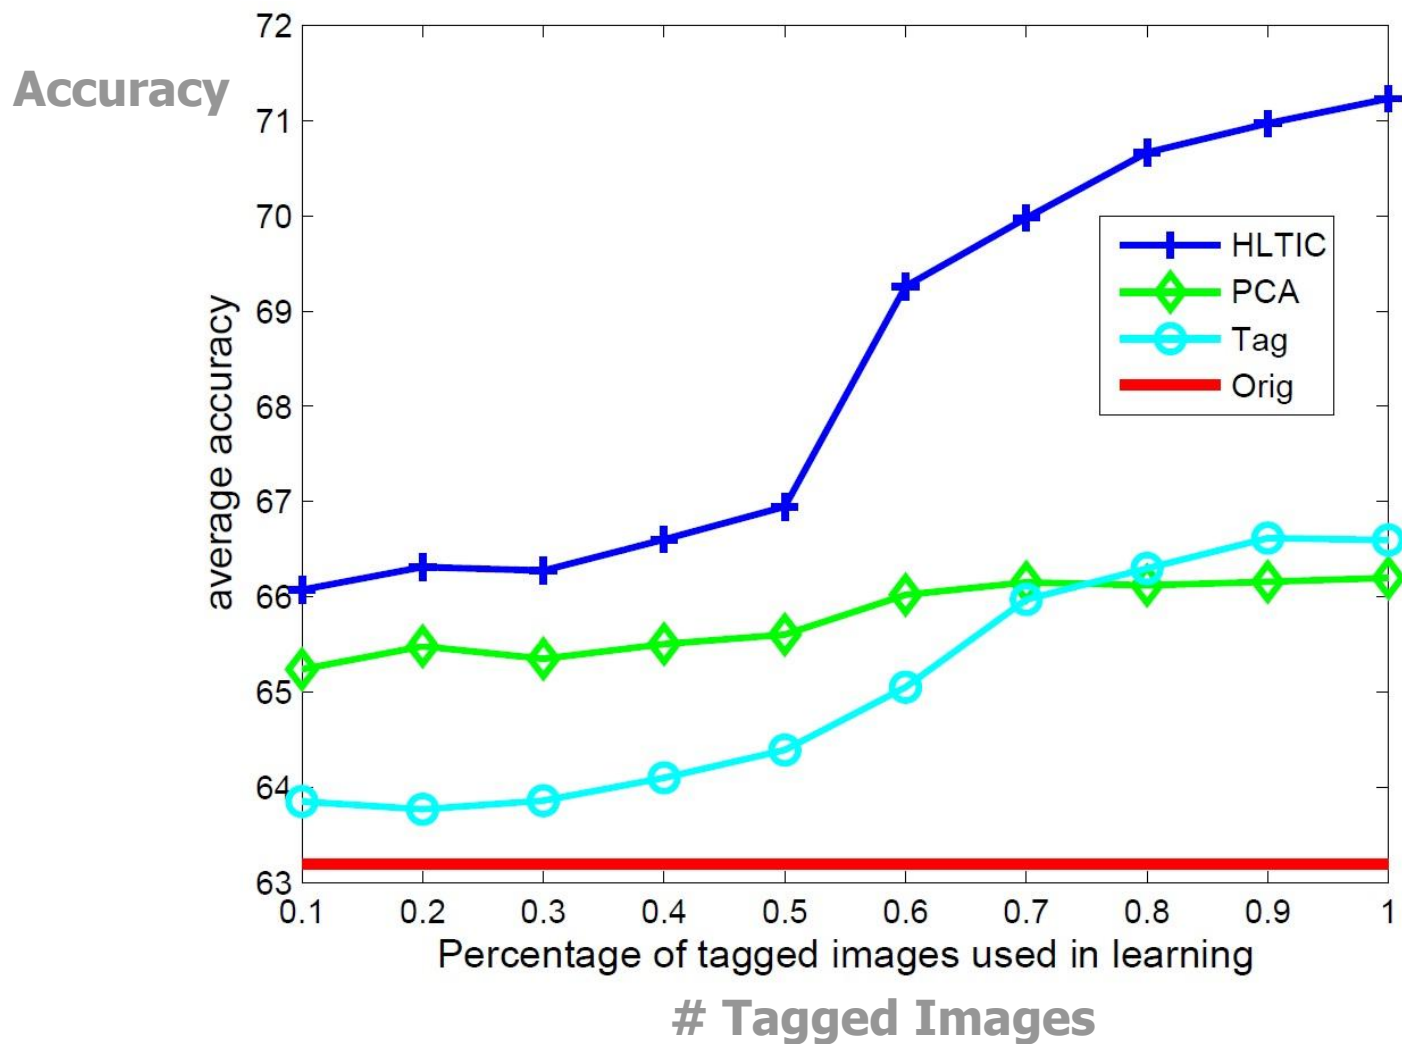 Accuracy
average accuracy
72
71
70
69
68
67
66
65
64
63
HLTIC
PCA
Tag
Orig
0.1 0.2 0.3 0.4 0.5 0.6 0.7 0.8 0.9 1
Percentage of tagged images used in learning
# Tagged Images